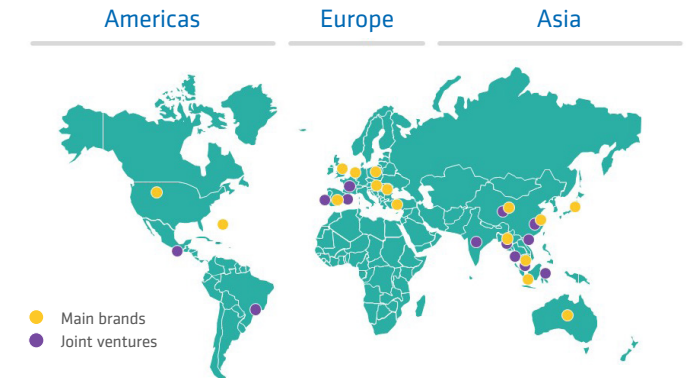 Americas
Europe
Asia
Main brands
Joint ventures